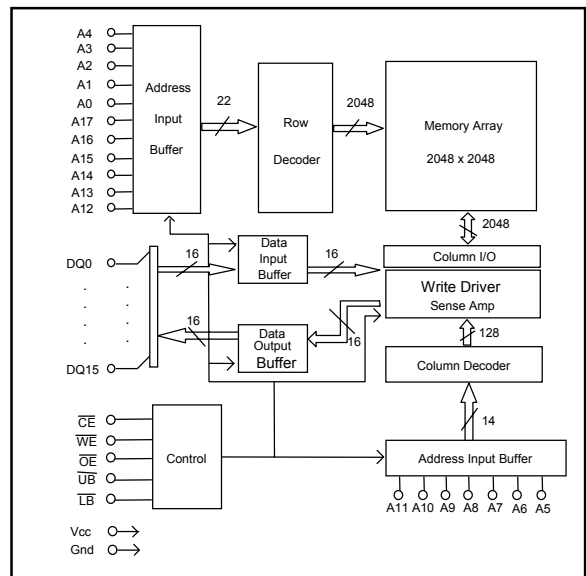 A4
A3
A2
A1
A0
A17
A16
A15
A14
A13
A12
Address
Input
Buffer
22
Row
Decoder
2048
Memory Array
2048 x 2048
2048
Column I/O
Write Driver
Sense Amp
128
Column Decoder
14
Address Input Buffer
A11 A10 A9 A8 A7 A6 A5
DQ0
DQ15
16
Data
Input
Buffer
16
16
Data
Output
Buffer
16
CE
WE
OE
UB
LB
Control
Vcc
Gnd